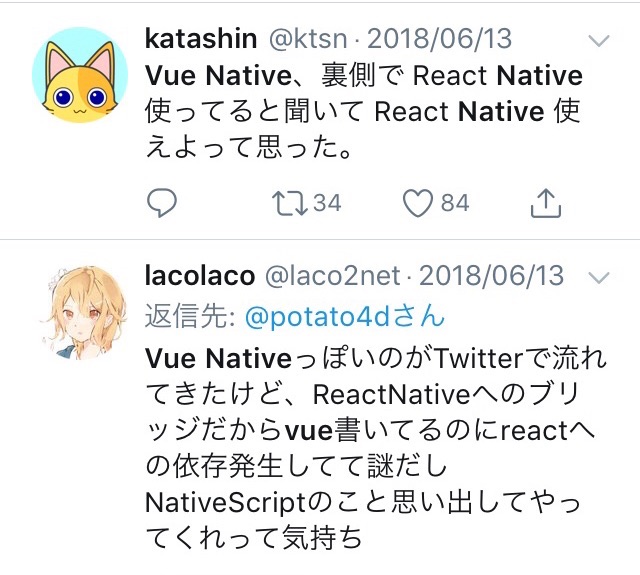 katashin @ktsn · 2018/06/13
Vue Native、裏側で React Native
使ってると聞いて React Native 使
えよって思った。
34 84
lacolaco @laco2net · 2018/06/13
返信先: @potato4dさん
Vue NativeっぽいのがTwitterで流れ
てきたけど、ReactNativeへのブリ
ッジだからvue書いてるのにreactへ
の依存発生してて謎だし
NativeScriptのこと思い出してやっ
てくれって気持ち